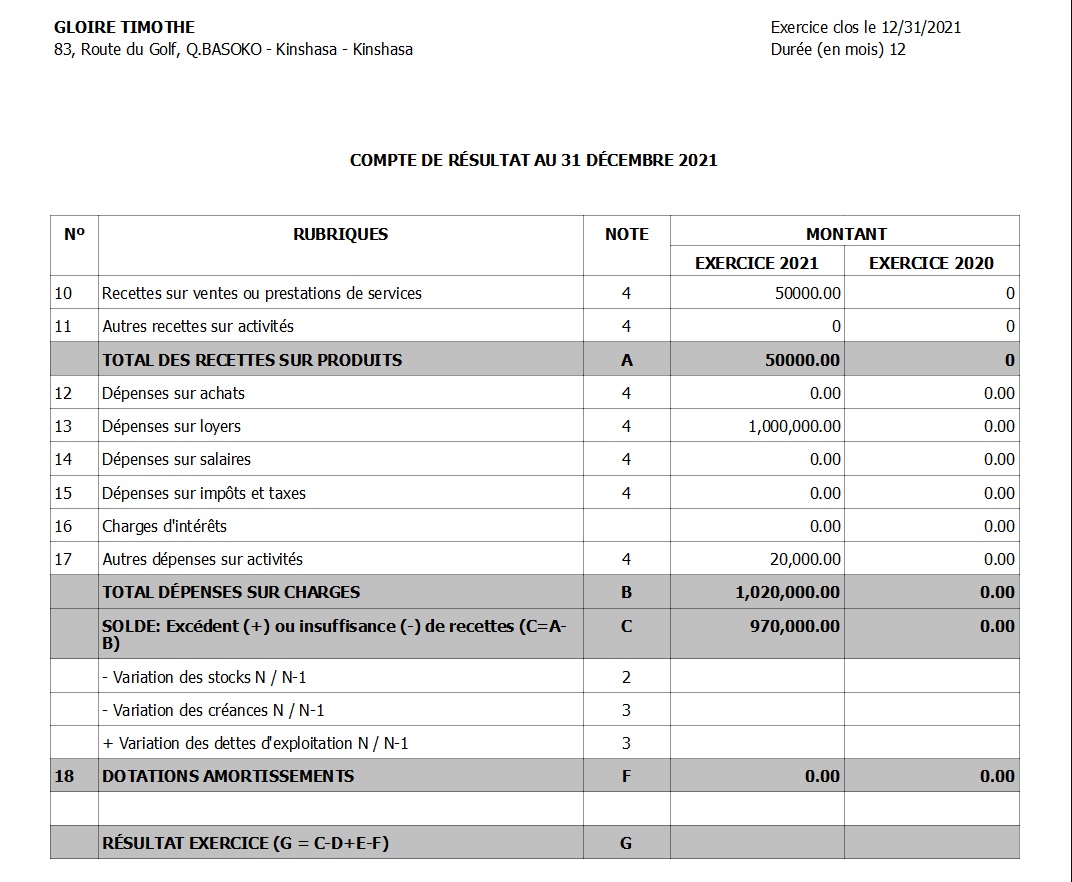 GLOIRE TIMOTHE
83, Route du Golf, Q.BASOKO - Kinshasa - Kinshasa
Exercice clos le 12/31/2021
Durée (en mois) 12
COMPTE DE RÉSULTAT AU 31 DÉCEMBRE 2021
Nº RUBRIQUES NOTE MONTANT
EXERCICE 2021 EXERCICE 2020
10 Recettes sur ventes ou prestations de services 4 50000.00 0
11 Autres recettes sur activités 4 0 0
TOTAL DES RECETTES SUR PRODUITS A 50000.00 0
12 Dépenses sur achats 4 0.00 0.00
13 Dépenses sur loyers 4 1,000,000.00 0.00
14 Dépenses sur salaires 4 0.00 0.00
15 Dépenses sur impôts et taxes 4 0.00 0.00
16 Charges d'intérêts 0.00 0.00
17 Autres dépenses sur activités 4 20,000.00 0.00
TOTAL DÉPENSES SUR CHARGES B 1,020,000.00 0.00
SOLDE: Excédent (+) ou insuffisance (-) de recettes (C=A- C 970,000.00 0.00
B)
- Variation des stocks N / N-1 2
- Variation des créances N / N-1 3
+ Variation des dettes d'exploitation N / N-1 3
18 DOTATIONS AMORTISSEMENTS F 0.00 0.00
RÉSULTAT EXERCICE (G = C-D+E-F) G